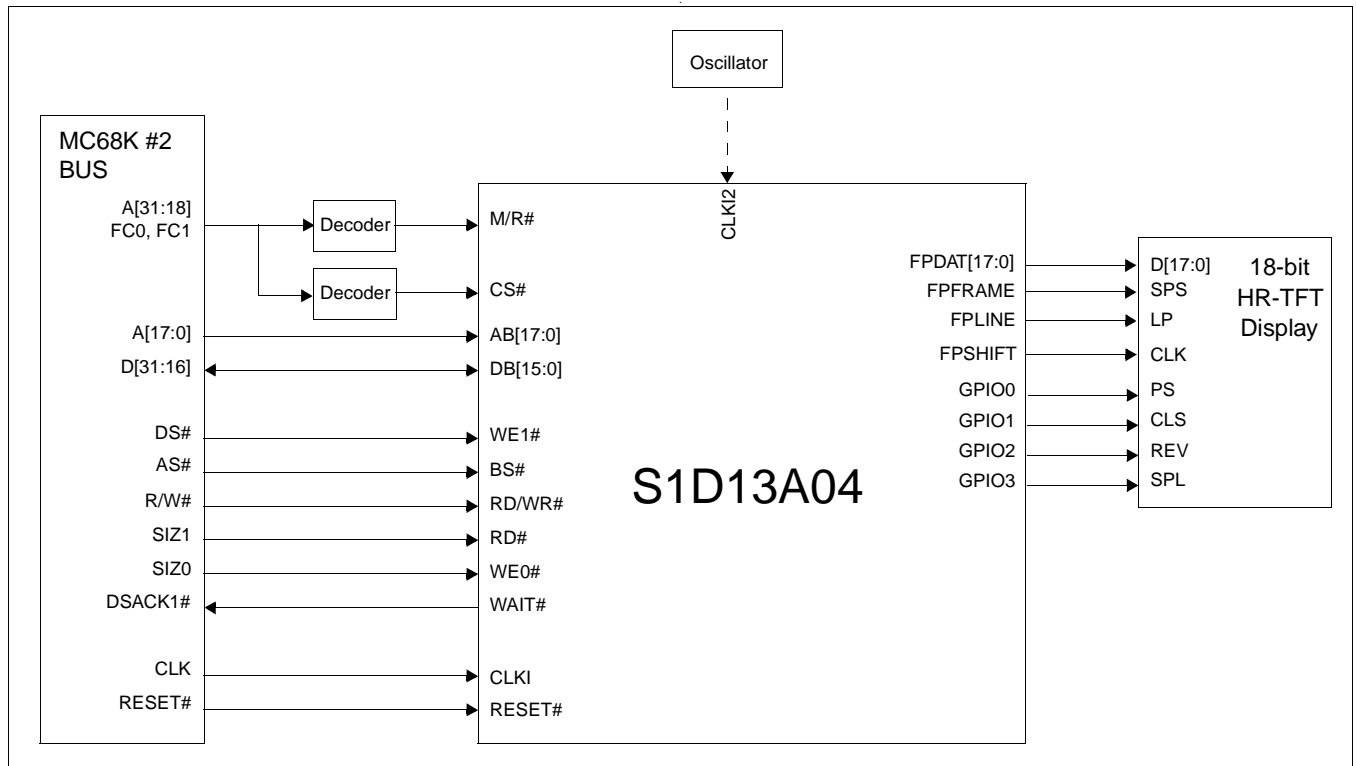 Oscillator
MC68K #2
BUS
A[31:18]
FC0, FC1
Decoder
Decoder
A[17:0]
D[31:16]
DS#
AS#
R/W#
SIZ1
SIZ0
DSACK1#
CLK
RESET#
CLKI2
M/R#
CS#
AB[17:0]
DB[15:0]
WE1#
BS#
RD/WR#
RD#
WE0#
WAIT#
CLKI
RESET#
S1D13A04
FPDAT[17:0]
FPFRAME
FPLINE
FPSHIFT
GPIO0
GPIO1
GPIO2
GPIO3
D[17:0]
SPS
LP
CLK
PS
CLS
REV
SPL
18-bit
HR-TFT
Display